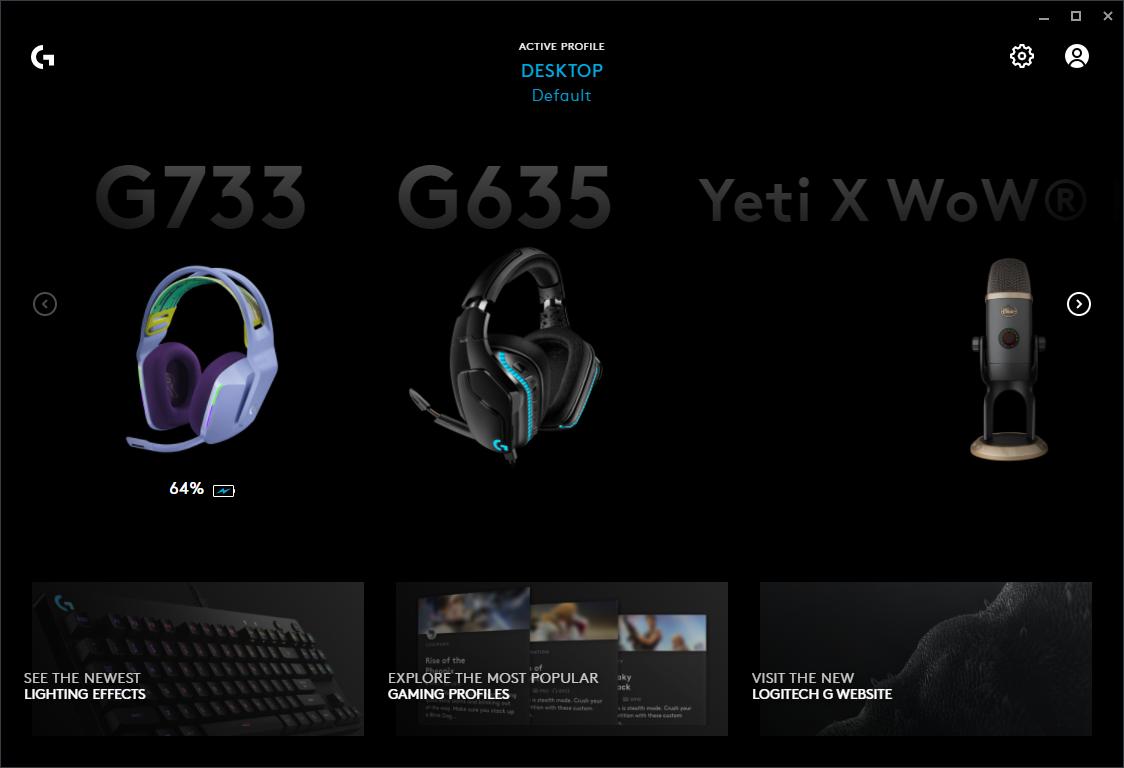 ACTIVE PROFILE
DESKTOP
Default
G733
G635
Yeti X WoW®
64%
SEE THE NEWEST
LIGHTING EFFECTS
EXPLORE THE MOST POPULAR
GAMING PROFILES
Rise of the
VISIT THE NEW
LOGITECH G WEBSITE